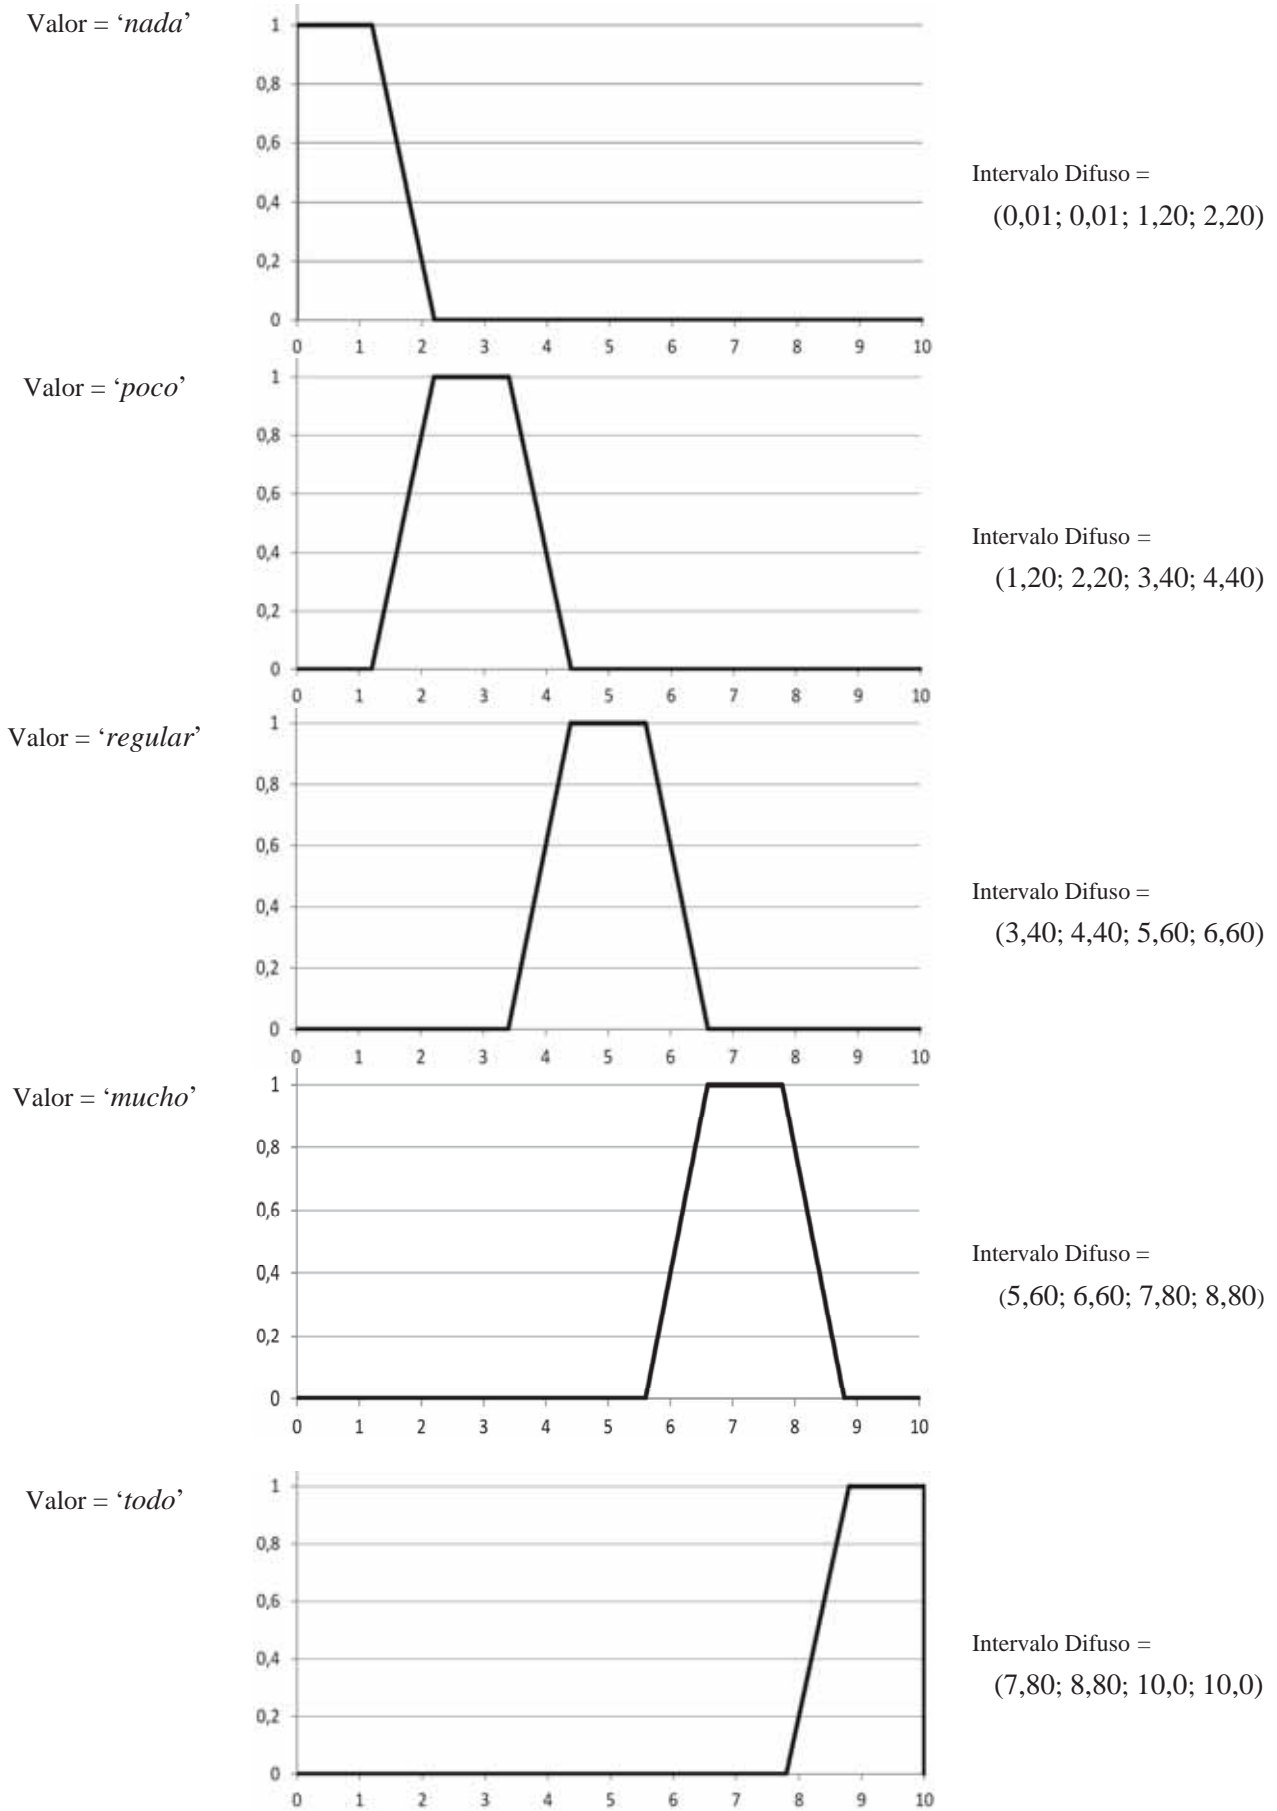 Valor = ‘nada’
1
0,8
0,6
0,4
0,2
0
0 1 2 3 4 5 6 7 8 9 10
Intervalo Difuso =
(0,01; 0,01; 1,20; 2,20)
Valor = ‘poco’
1
0,8
0,6
0,4
0,2
0
0 1 2 3 4 5 6 7 8 9 10
Intervalo Difuso =
(1,20; 2,20; 3,40; 4,40)
Valor = ‘regular’
1
0,8
0,6
0,4
0,2
0
0 1 2 3 4 5 6 7 8 9 10
Intervalo Difuso =
(3,40; 4,40; 5,60; 6,60)
Valor = ‘mucho’
1
0,8
0,6
0,4
0,2
0
0 1 2 3 4 5 6 7 8 9 10
Intervalo Difuso =
(5,60; 6,60; 7,80; 8,80)
Valor = ‘todo’
1
0,8
0,6
0,4
0,2
0
0 1 2 3 4 5 6 7 8 9 10
Intervalo Difuso =
(7,80; 8,80; 10,0; 10,0)